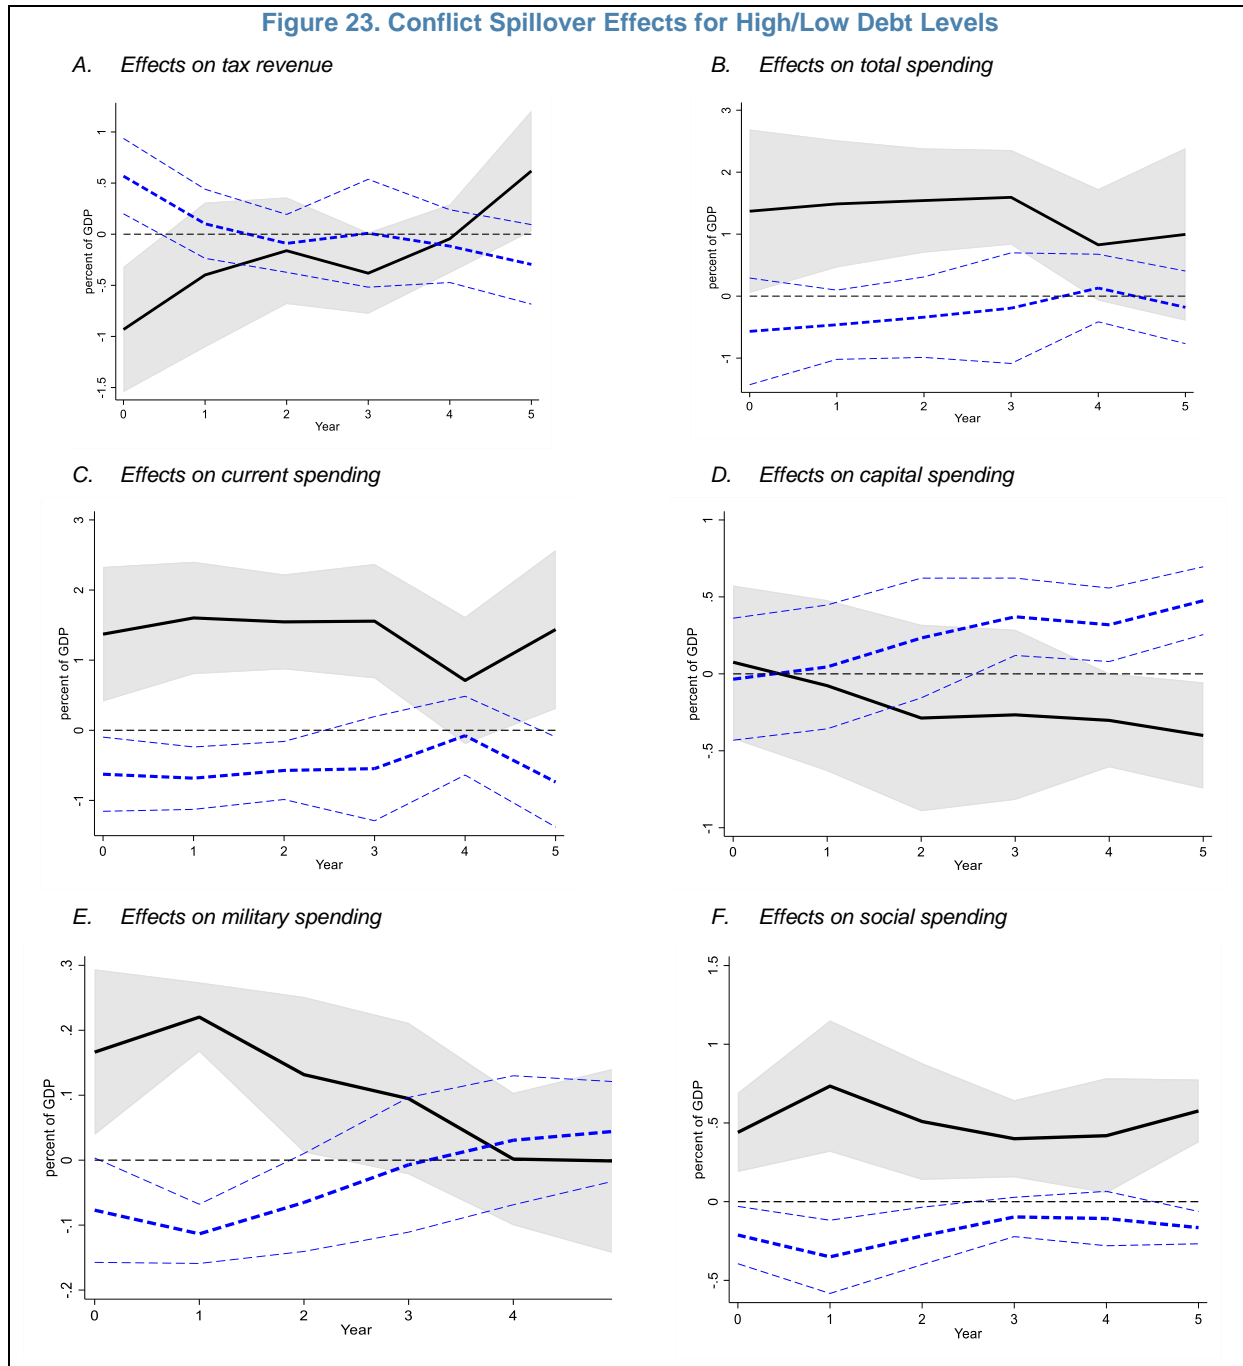 Figure 23. Conflict Spillover Effects for High/Low Debt Levels
A. Effects on tax revenue
B. Effects on total spending
percent of GDP
1
.5
0
-.5
-1
-1.5
0 1 2 3 4 5
Year
percent of GDP
3
2
1
0
-1
0 1 2 3 4 5
Year
C. Effects on current spending
D. Effects on capital spending
percent of GDP
3
2
1
0
-1
0 1 2 3 4 5
Year
percent of GDP
1
.5
0
-.5
-1
0 1 2 3 4 5
Year
E. Effects on military spending
F. Effects on social spending
percent of GDP
.3
.2
.1
0
-.1
-.2
0 1 2 3 4 5
Year
percent of GDP
1.5
1
.5
0
-.5
0 1 2 3 4 5
Year